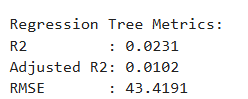 Regression Tree Metrics:
R2         : 0.0231
Adjusted R2: 0.0102
RMSE       : 43.4191